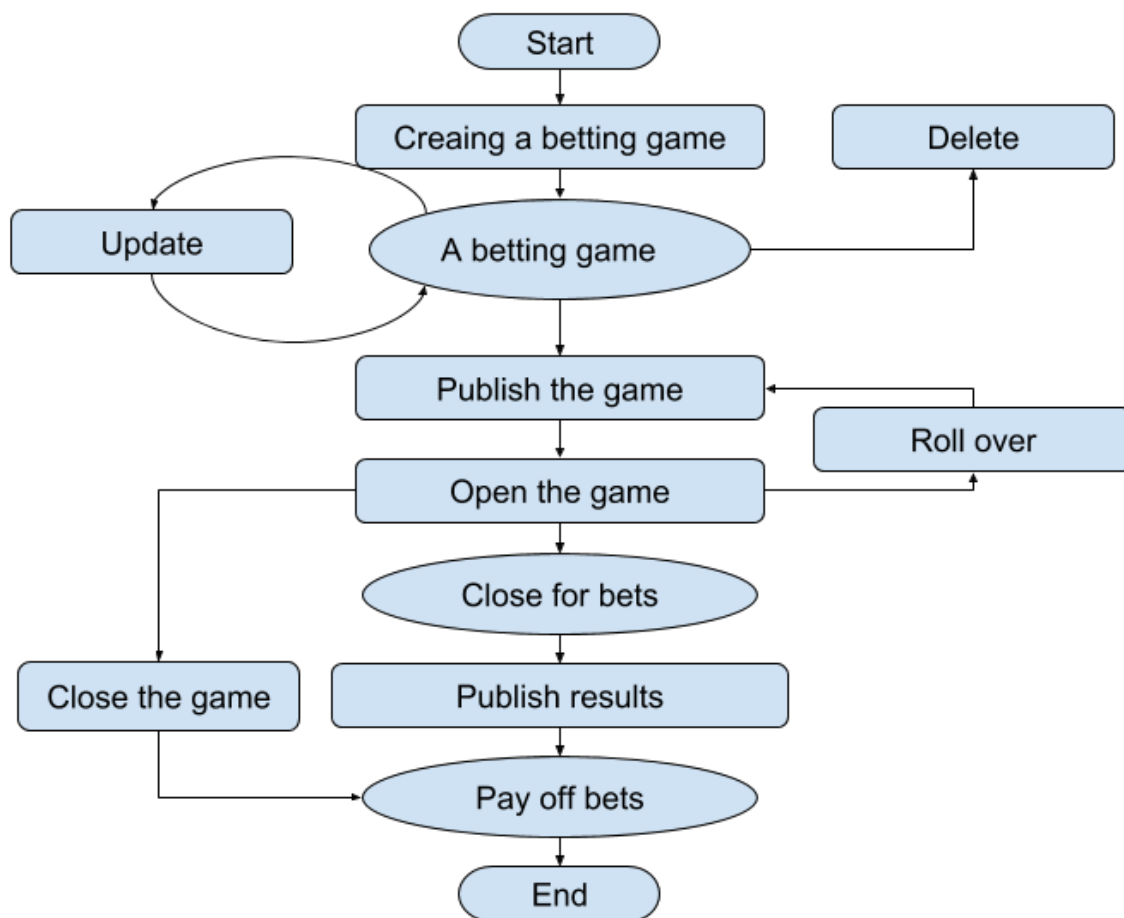 Start
Creaing a betting game
Delete
Update
A betting game
Publish the game
Roll over
Open the game
Close for bets
Close the game
Publish results
Pay off bets
End